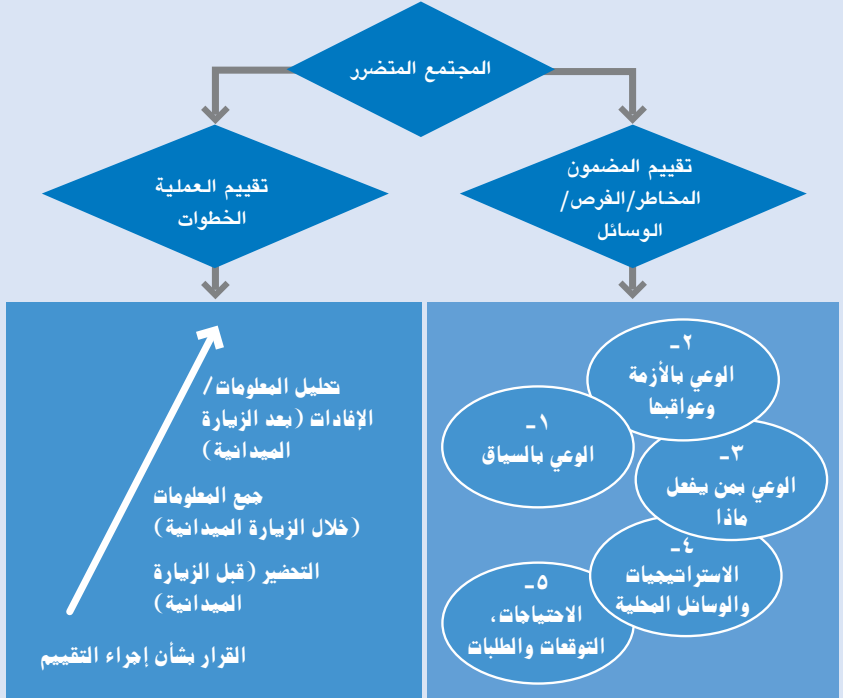 المجتمع المتضرر
تقييم المضمون
المخاطر/الفرص/
الوسائل
تقييم العملية
الخطوات
١-
الوعي بالسياق
٢-
الوعي بالأزمة
وعواقبها
٣-
الوعي بمن يفعل
ماذا
٤-
الاستراتيجيات
والوسائل المحلية
٥-
الاحتياجات،
التوقعات والطلبات
تحليل المعلومات/
الإفادات (بعد الزيارة
الميدانية)
جمع المعلومات
(خلال الزيارة الميدانية)
التحضير (قبل الزيارة
الميدانية)
القرار بشأن إجراء التقييم